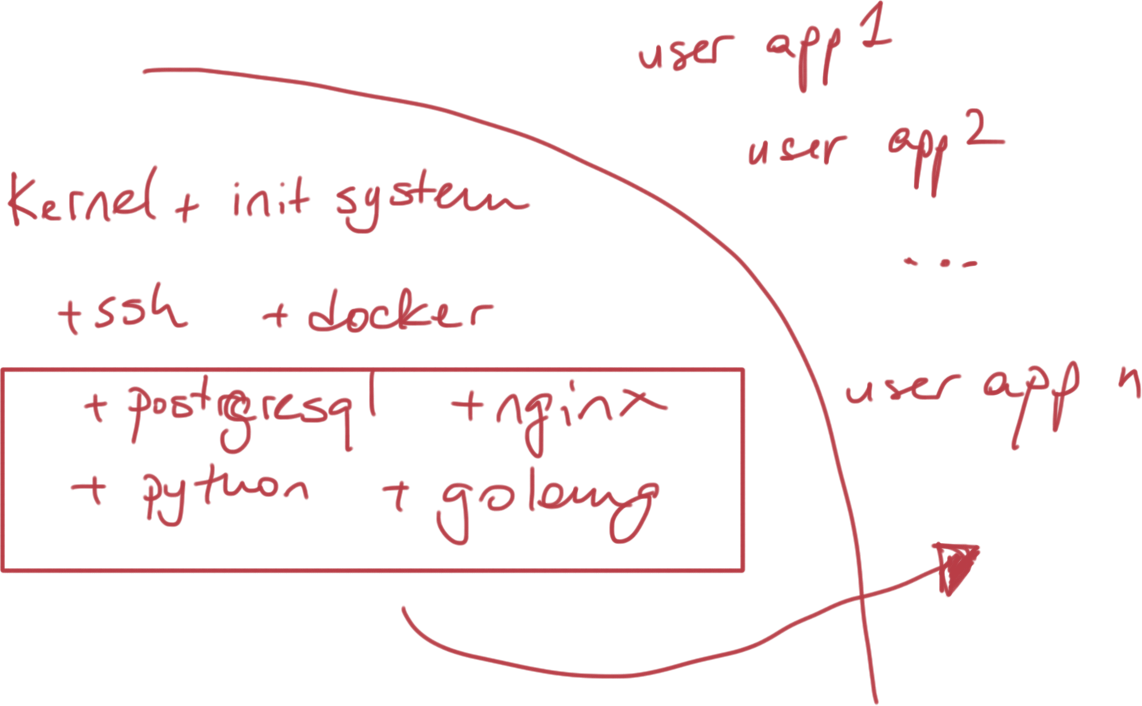 user app 1
user app 2
...
Kernel + init system
+ ssh + docker
user app n
+ postgresql + nginx
+ python + golang